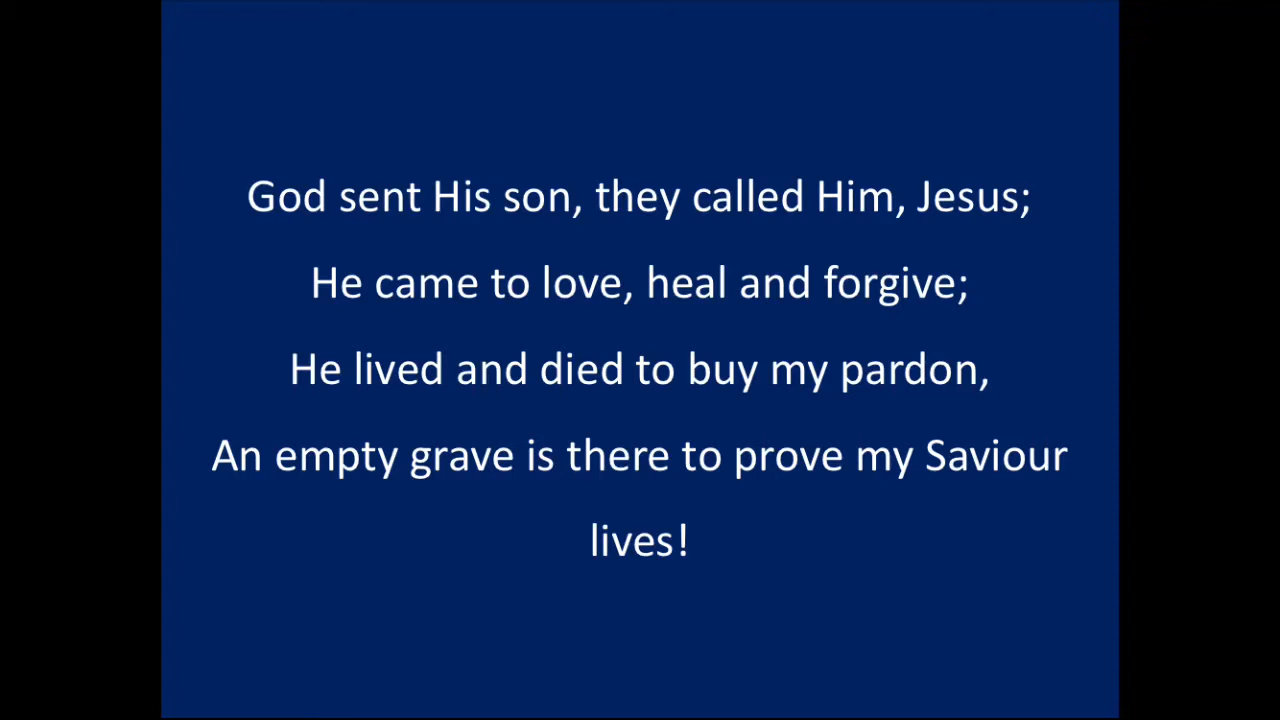 God sent His son, they called Him, Jesus;
He came to love, heal and forgive;
He lived and died to buy my pardon,
An empty grave is there to prove my Saviour
lives!